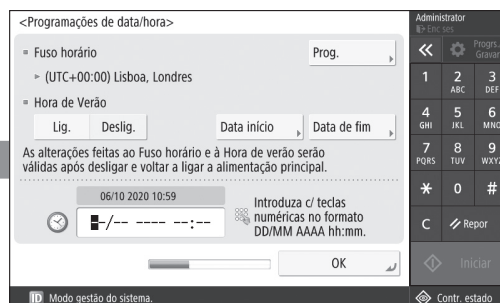 <Programações de data/hora>
Fuso horário
Prog.
(UTC+00:00) Lisboa, Londres
Hora de Verão
Lig.
Deslig.
Data início
Data de fim
As alterações feitas ao Fuso horário e à Hora de verão serão
válidas após desligar e voltar a ligar a alimentação principal.
06/10 2020 10:59
--/-- ---- --:--
Introduza c/ teclas
numéricas no formato
DD/MM AAAA hh:mm.
OK
ID Modo gestão do sistema.
Administrator
Enc ses
Progrs.
Gravar
1
2 ABC
3 DEF
4 GHI
5 JKL
6 MNO
7 PQRS
8 TUV
9 WXYZ
*
0
#
C
Repor
Iniciar
Contr. estado